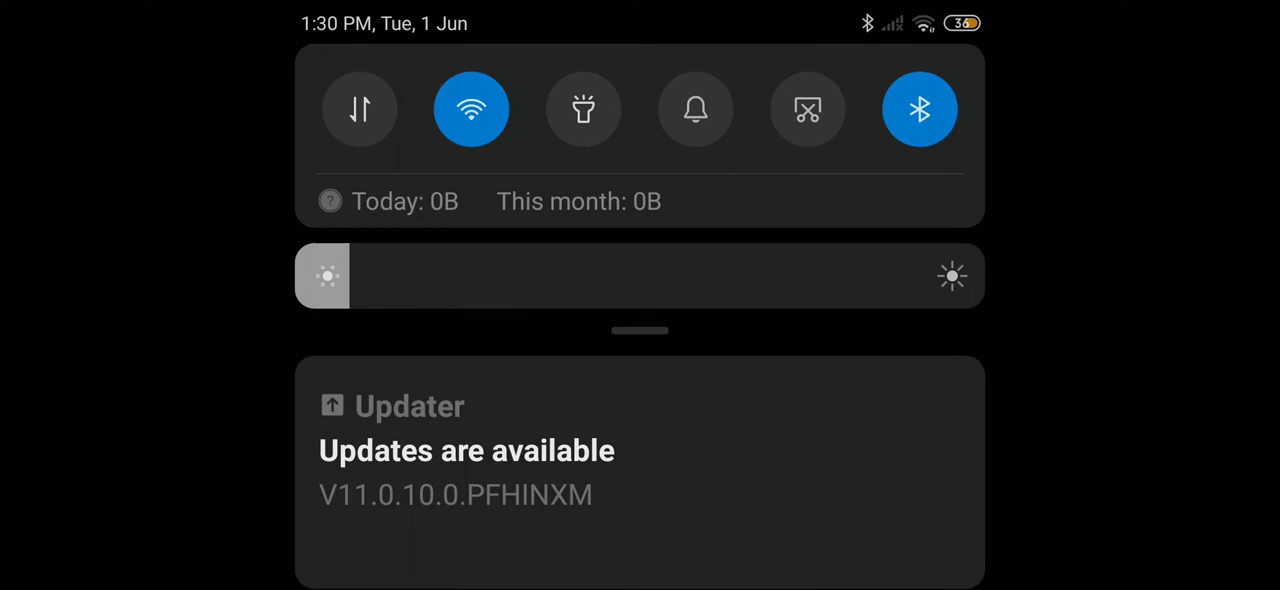 1:30 PM, Tue, 1 Jun 36
Today: 0B This month: 0B
Updater
Updates are available
V11.0.10.0.PFHINXM